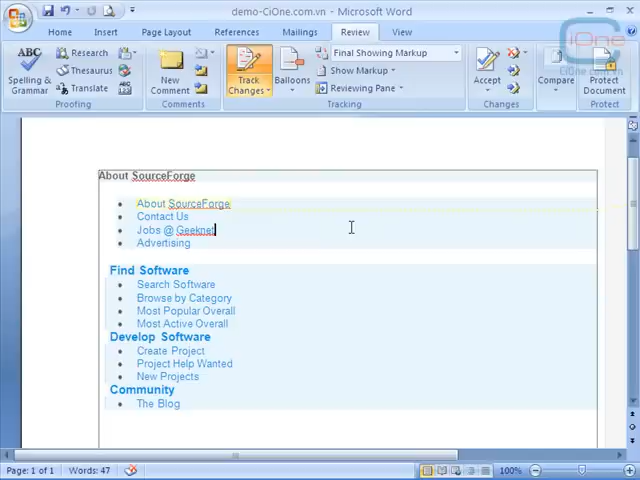 demo-CiOne.com.vn - Microsoft Word
Home Insert Page Layout References Mailings Review View
CiOne
CiOne.com.vn
Spelling & Grammar
Research
Thesaurus
Translate
Proofing
New Comment
Comments
Track Changes
Balloons
Final Showing Markup
Show Markup
Reviewing Pane
Tracking
Accept
Changes
Compare
Protect Document
Protect
About SourceForge
About SourceForge
Contact Us
Jobs @ Geeknet
Advertising
Find Software
Search Software
Browse by Category
Most Popular Overall
Most Active Overall
Develop Software
Create Project
Project Help Wanted
New Projects
Community
The Blog
Page: 1 of 1 Words: 47 100%